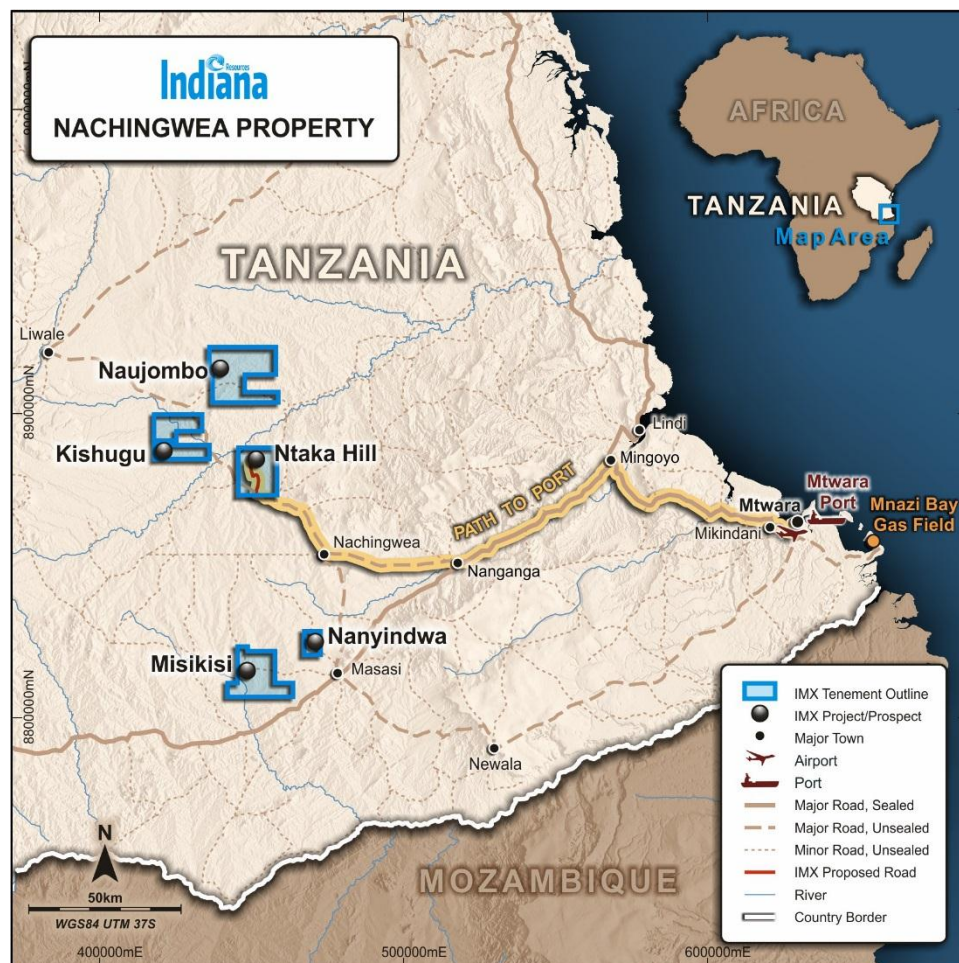 Indiana
Resources
NACHINGWEA PROPERTY
AFRICA
TANZANIA
Map Area
TANZANIA
Liwale
Naujombo
Kishugu
Ntaka Hill
Lindi
Mingoyo
PATH TO PORT
Mtwara
Port
Mtwara
Mnazi Bay
Gas Field
Mikindani
Nachingwea
Nanganga
Nanyindwa
Misikisi
Masasi
Newala
MOZAMBIQUE
8900000mN
8800000mN
N
50km
WGS84 UTM 37S
400000mE
500000mE
600000mE
IMX Tenement Outline
IMX Project/Prospect
Major Town
Airport
Port
Major Road, Sealed
Major Road, Unsealed
Minor Road, Unsealed
IMX Proposed Road
River
Country Border